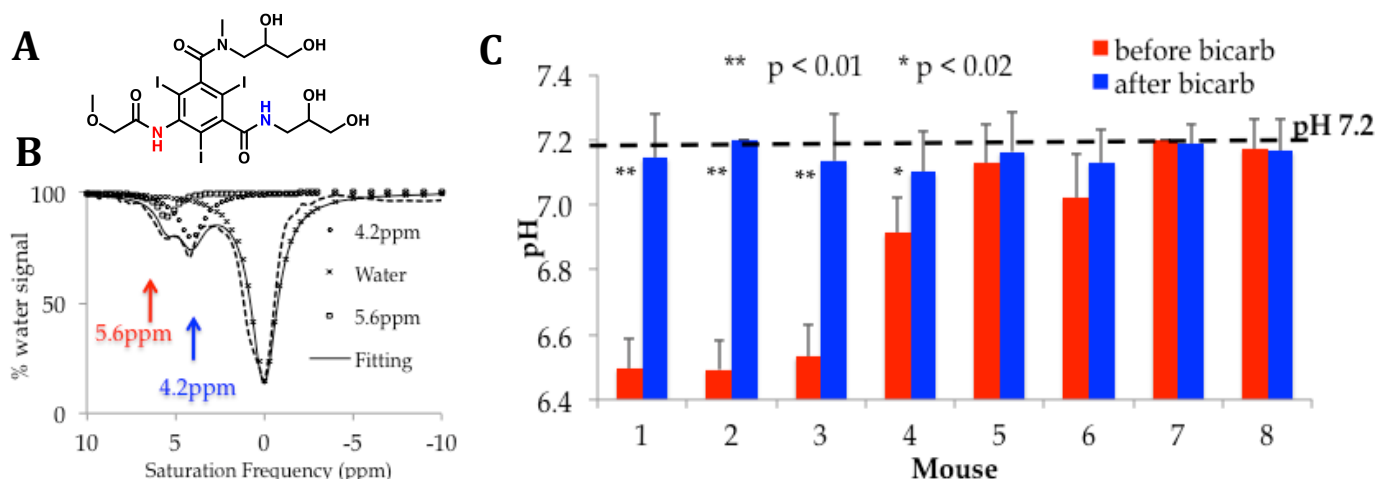 A
OH
O
N
OH
I
I
OH
O
H
N
OH
O
N
H
I
O
B
100
50
0
% water signal
4.2ppm
Water
5.6ppm
Fitting
5.6ppm
4.2ppm
10 5 0 -5 -10
Saturation Frequency (ppm)
C
** p < 0.01 * p < 0.02
before bicarb
after bicarb
pH 7.2
7.4
7.2
7.0
6.8
6.6
6.4
pH
** ** ** *
1 2 3 4 5 6 7 8
Mouse